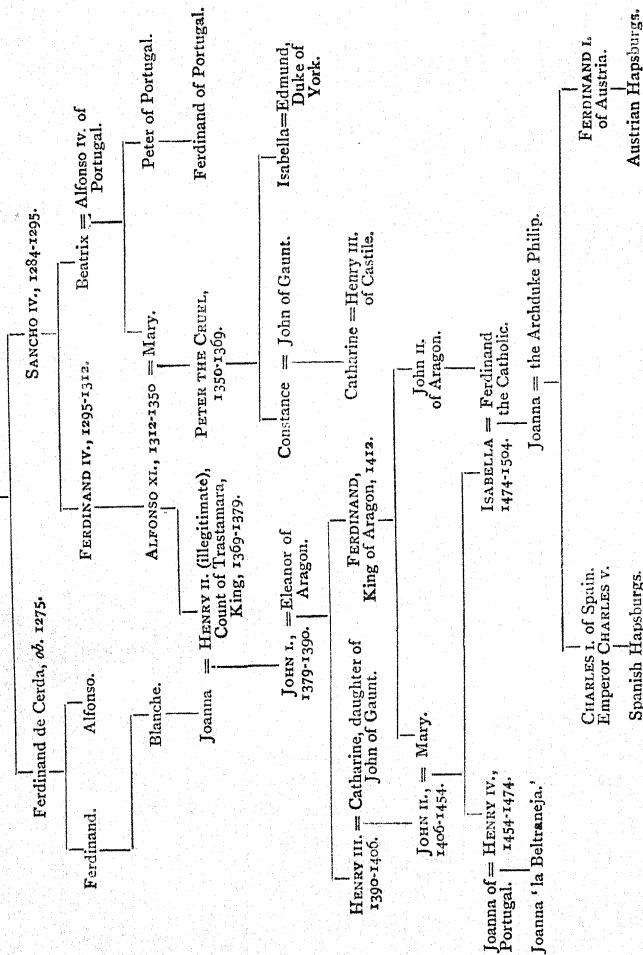 Ferdinand de Cerda, ob. 1275.
SANCHO IV., 1284-1295.
Ferdinand.
Alfonso.
FERDINAND IV., 1295-1312.
Beatrix = Alfonso IV. of
Portugal.
Blanche.
ALFONSO XI., 1312-1350 = Mary.
Peter of Portugal.
Joanna = HENRY II. (illegitimate),
Count of Trastamara,
King, 1369-1379.
PETER THE CRUEL,
1350-1369.
Ferdinand of Portugal.
JOHN I., = Eleanor of
1379-1390. Aragon.
Constance = John of Gaunt.
Isabella = Edmund,
Duke of
York.
Catharine = Henry III.
of Castile.
HENRY III. = Catharine, daughter of
1390-1406. John of Gaunt.
FERDINAND,
King of Aragon, 1412.
JOHN II., = Mary.
1406-1454.
John II.
of Aragon.
Joanna of = HENRY IV.,
Portugal. 1454-1474.
ISABELLA = Ferdinand
1474-1504. the Catholic.
Joanna 'la Beltraneja.'
Joanna = the Archduke Philip.
CHARLES I. of Spain.
Emperor CHARLES V.
FERDINAND I.
of Austria.
Spanish Hapsburgs.
Austrian Hapsburgs.